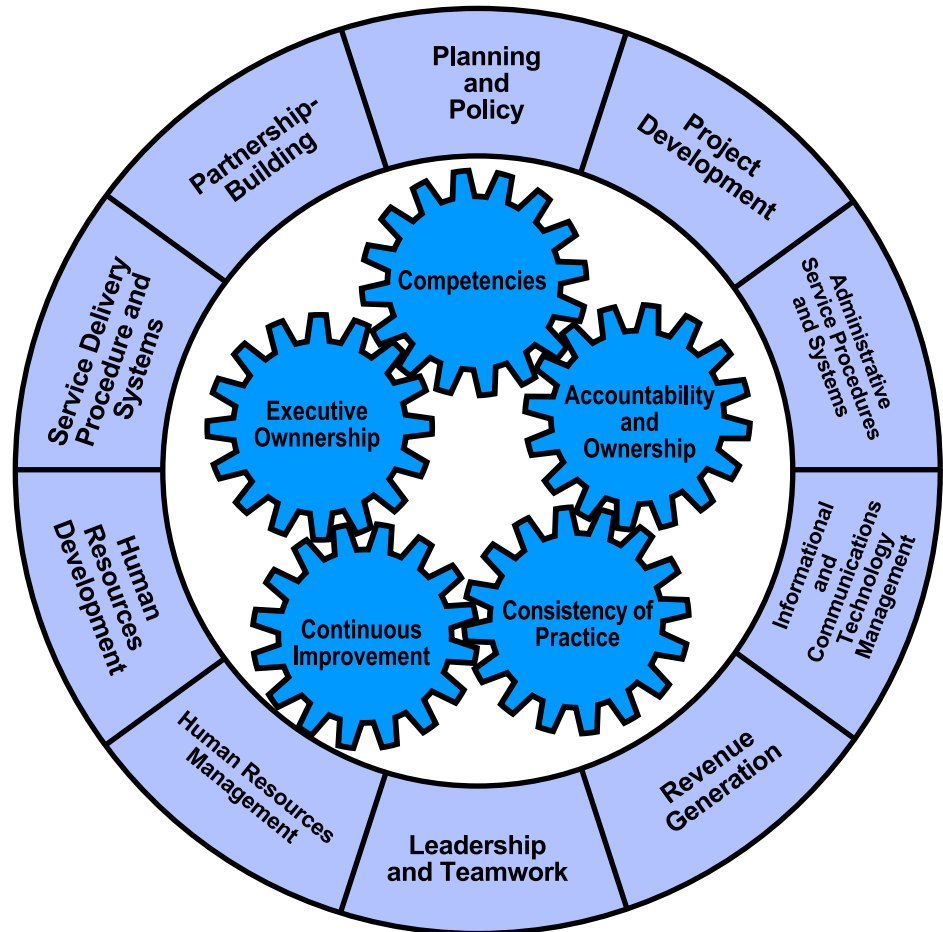 Planning
and
Policy
Project
Development
Administrative
Service Procedures
and Systems
Informational
and
Communications
Technology
Management
Revenue
Generation
Leadership
and Teamwork
Human Resources
Management
Human
Resources
Development
Service Delivery
Procedure and
Systems
Partnership-
Building
Competencies
Accountability
and
Ownership
Consistency of
Practice
Continuous
Improvement
Executive
Ownnership